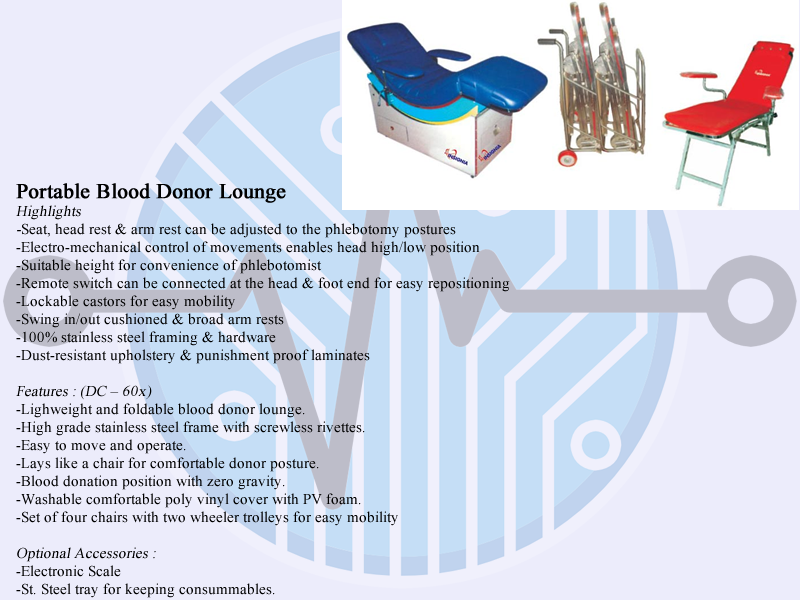 INSIGNIA
INSIGNIA
Portable Blood Donor Lounge
Highlights
-Seat, head rest & arm rest can be adjusted to the phlebotomy postures
-Electro-mechanical control of movements enables head high/low position
-Suitable height for convenience of phlebotomist
-Remote switch can be connected at the head & foot end for easy repositioning
-Lockable castors for easy mobility
-Swing in/out cushioned & broad arm rests
-100% stainless steel framing & hardware
-Dust-resistant upholstery & punishment proof laminates
Features : (DC – 60x)
-Lighweight and foldable blood donor lounge.
-High grade stainless steel frame with screwless rivettes.
-Easy to move and operate.
-Lays like a chair for comfortable donor posture.
-Blood donation position with zero gravity.
-Washable comfortable poly vinyl cover with PV foam.
-Set of four chairs with two wheeler trolleys for easy mobility
Optional Accessories :
-Electronic Scale
-St. Steel tray for keeping consummables.